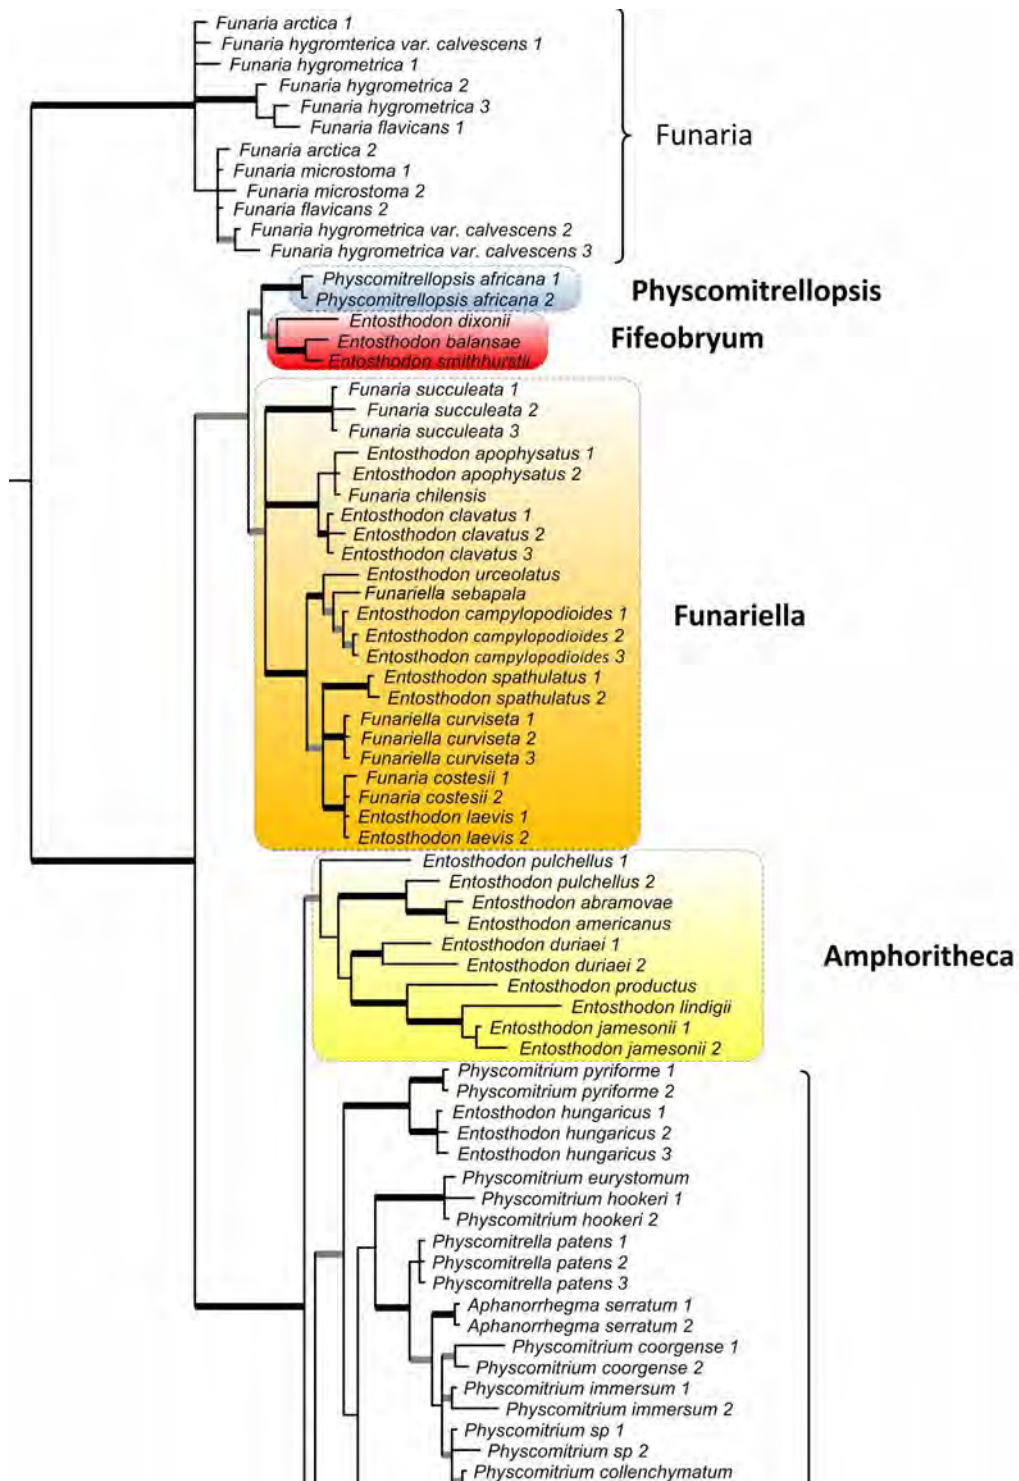 Funaria arctica 1
Funaria hygromterica var. calvescens 1
Funaria hygrometrica 1
Funaria hygrometrica 2
Funaria hygrometrica 3
Funaria flavicans 1
Funaria
Funaria arctica 2
Funaria microstoma 1
Funaria microstoma 2
Funaria flavicans 2
Funaria hygrometrica var. calvescens 2
Funaria hygrometrica var. calvescens 3
Physcomitrellopsis africana 1
Physcomitrellopsis africana 2
Physcomitrellopsis
Entosthodon dixonii
Entosthodon balansae
Entosthodon smithhuratii
Fifeobryum
Funaria succuleata 1
Funaria succuleata 2
Funaria succuleata 3
Entosthodon apophysatus 1
Entosthodon apophysatus 2
Funaria chilensis
Entosthodon clavatus 1
Entosthodon clavatus 2
Entosthodon clavatus 3
Entosthodon urceolatus
Funariella sebapala
Entosthodon campylopodioides 1
Entosthodon campylopodioides 2
Entosthodon campylopodioides 3
Funariella
Entosthodon spathulatus 1
Entosthodon spathulatus 2
Funariella curviseta 1
Funariella curviseta 2
Funariella curviseta 3
Funaria costesii 1
Funaria costesii 2
Entosthodon laevis 1
Entosthodon laevis 2
Entosthodon pulchellus 1
Entosthodon pulchellus 2
Entosthodon abramovae
Entosthodon americanus
Entosthodon duriaei 1
Entosthodon duriaei 2
Amphoritheca
Entosthodon productus
Entosthodon lindigii
Entosthodon jamesonii 1
Entosthodon jamesonii 2
Physcomitrium pyriforme 1
Physcomitrium pyriforme 2
Entosthodon hungaricus 1
Entosthodon hungaricus 2
Entosthodon hungaricus 3
Physcomitrium eurystomum
Physcomitrium hookeri 1
Physcomitrium hookeri 2
Physcomitrella patens 1
Physcomitrella patens 2
Physcomitrella patens 3
Aphanorrhegma serratum 1
Aphanorrhegma serratum 2
Physcomitrium coorgense 1
Physcomitrium coorgense 2
Physcomitrium immersum 1
Physcomitrium immersum 2
Physcomitrium sp 1
Physcomitrium sp 2
Physcomitrium collenchymatum